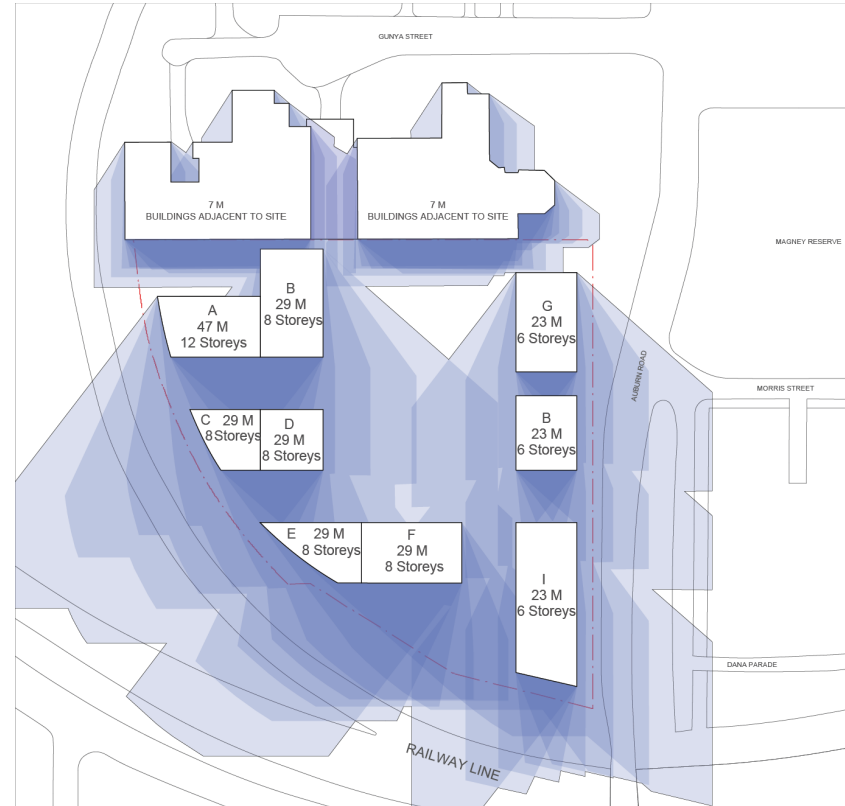 GUNYA STREET
7 M
BUILDINGS ADJACENT TO SITE
7 M
BUILDINGS ADJACENT TO SITE
MAGNEY RESERVE
B
29 M
8 Storeys
A
47 M
12 Storeys
G
23 M
6 Storeys
AUBURN ROAD
MORRIS STREET
C 29 M
8Storeys
D
29 M
8 Storeys
B
23 M
6 Storeys
E 29 M
8 Storeys
F
29 M
8 Storeys
I
23 M
6 Storeys
DANA PARADE
RAILWAY LINE